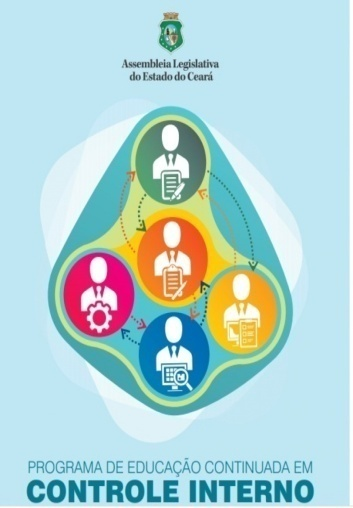 Assembleia Legislativa
do Estado do Ceará
PROGRAMA DE EDUCAÇÃO CONTINUADA EM
CONTROLE INTERNO